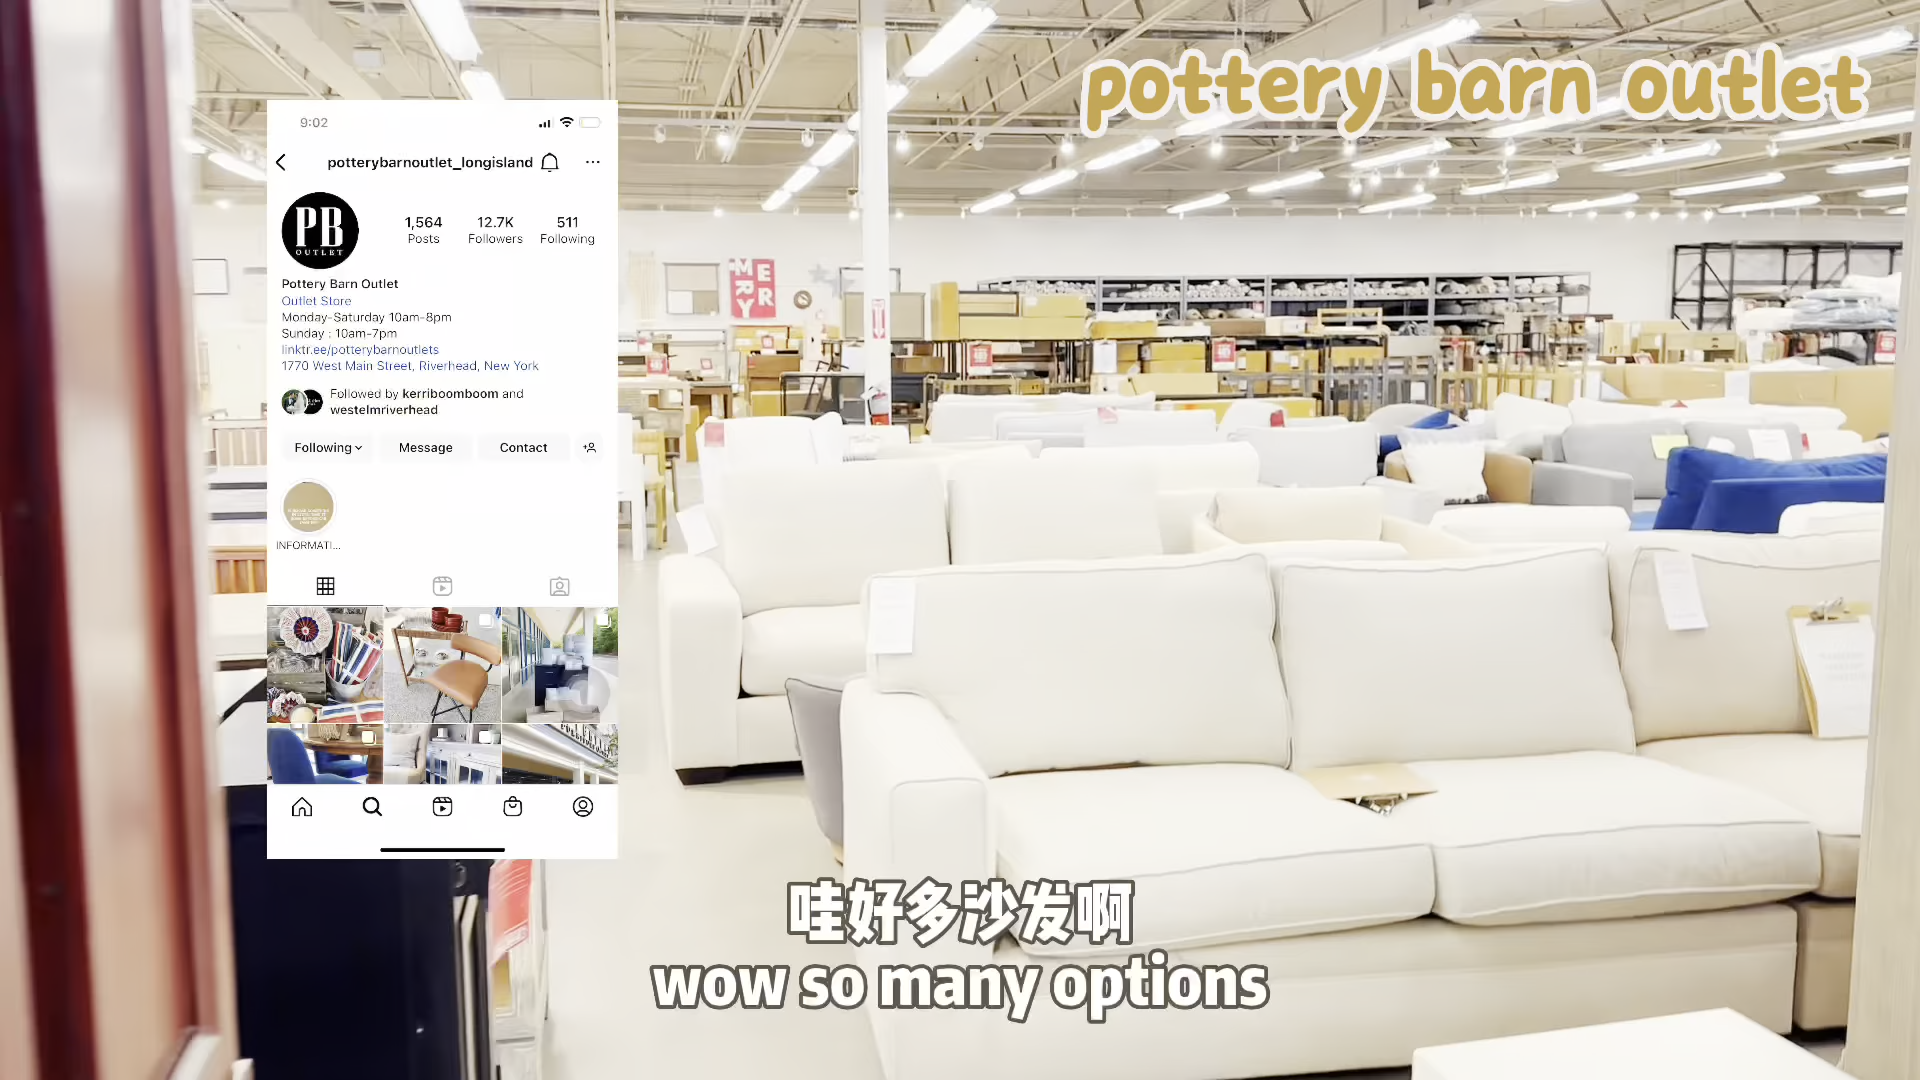 pottery barn outlet
9:02
potterybarnoutlet_longisland
PB
OUTLET
1,564
12.7K
511
Posts
Followers
Following
Pottery Barn Outlet
Outlet Store
Monday-Saturday 10am-8pm
Sunday : 10am-7pm
linktr.ee/potterybarnoutlets
1770 West Main Street, Riverhead, New York
Followed by kerriboomboom and
westelmriverhead
Following
Message
Contact
INFORMATI...
MER
RY
哇好多沙发啊
wow so many options